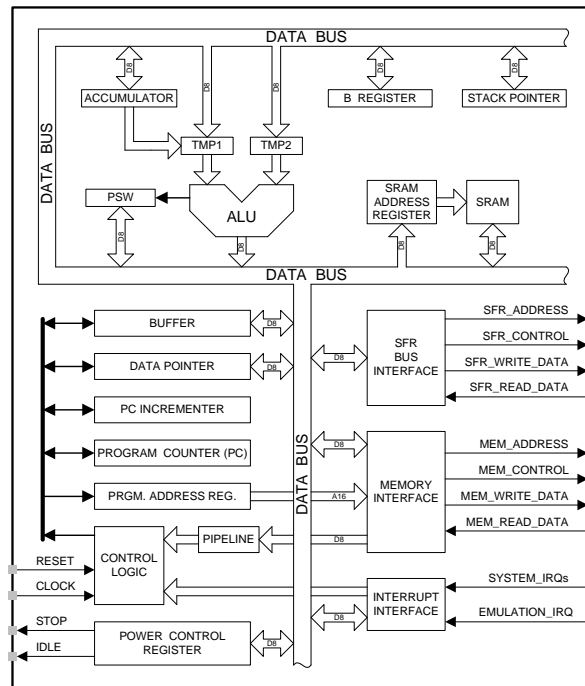 DATA BUS
D8
D8
D8
D8
D8
ACCUMULATOR
B REGISTER
STACK POINTER
DATA BUS
TMP1
TMP2
PSW
ALU
SRAM
ADDRESS
REGISTER
SRAM
D8
D8
D8
D8
DATA BUS
BUFFER
D8
DATA POINTER
D8
PC INCREMENTER
PROGRAM COUNTER (PC)
PRGM. ADDRESS REG.
A16
DATA BUS
D8
SFR
BUS
INTERFACE
SFR_ADDRESS
SFR_CONTROL
SFR_WRITE_DATA
SFR_READ_DATA
D8
MEMORY
INTERFACE
MEM_ADDRESS
MEM_CONTROL
MEM_WRITE_DATA
MEM_READ_DATA
RESET
CLOCK
CONTROL
LOGIC
PIPELINE
D8
INTERRUPT
INTERFACE
SYSTEM_IRQs
EMULATION_IRQ
D8
STOP
IDLE
POWER CONTROL
REGISTER
D8